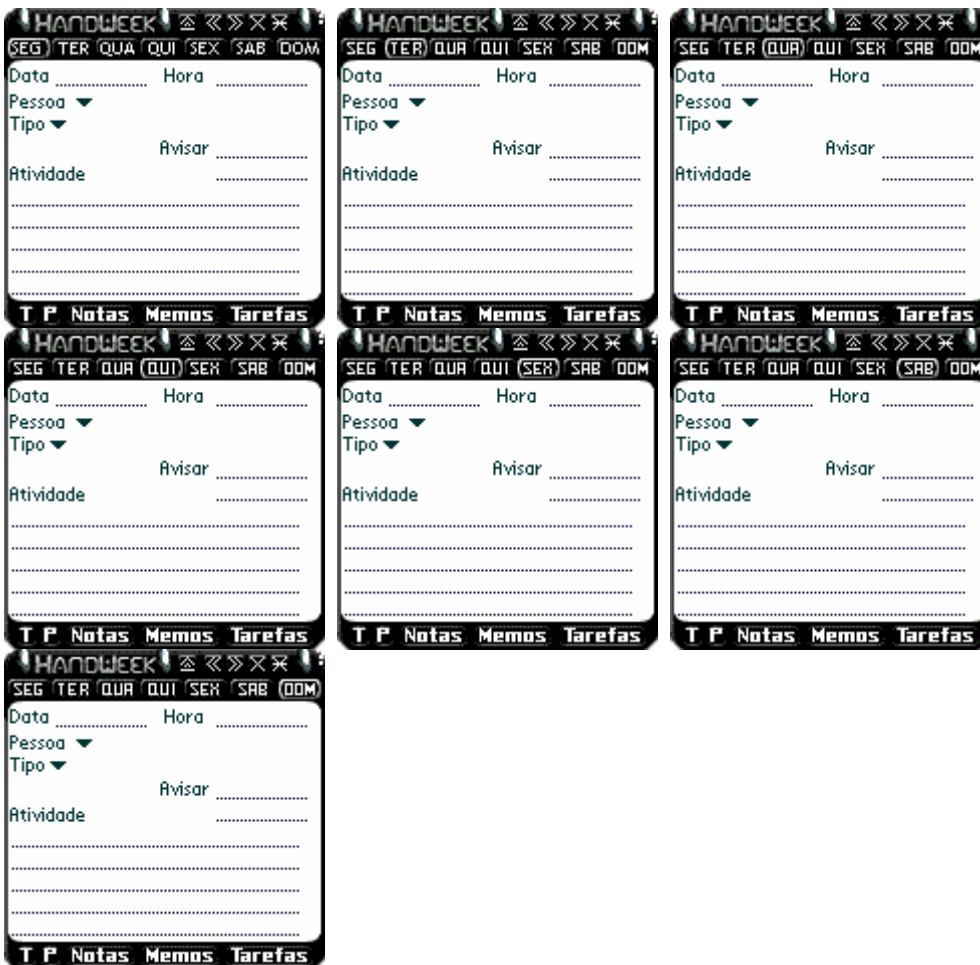 HANDWEEK
SEG TER QUA QUI SEX SAB DOM
Data Hora
Pessoa
Tipo
Avisar
Atividade
T P Notas Memos Tarefas
HANDWEEK
SEG TER QUA QUI SEX SAB DOM
Data Hora
Pessoa
Tipo
Avisar
Atividade
T P Notas Memos Tarefas
HANDWEEK
SEG TER QUA QUI SEX SAB DOM
Data Hora
Pessoa
Tipo
Avisar
Atividade
T P Notas Memos Tarefas
HANDWEEK
SEG TER QUA QUI SEX SAB DOM
Data Hora
Pessoa
Tipo
Avisar
Atividade
T P Notas Memos Tarefas
HANDWEEK
SEG TER QUA QUI SEX SAB DOM
Data Hora
Pessoa
Tipo
Avisar
Atividade
T P Notas Memos Tarefas
HANDWEEK
SEG TER QUA QUI SEX SAB DOM
Data Hora
Pessoa
Tipo
Avisar
Atividade
T P Notas Memos Tarefas
HANDWEEK
SEG TER QUA QUI SEX SAB DOM
Data Hora
Pessoa
Tipo
Avisar
Atividade
T P Notas Memos Tarefas